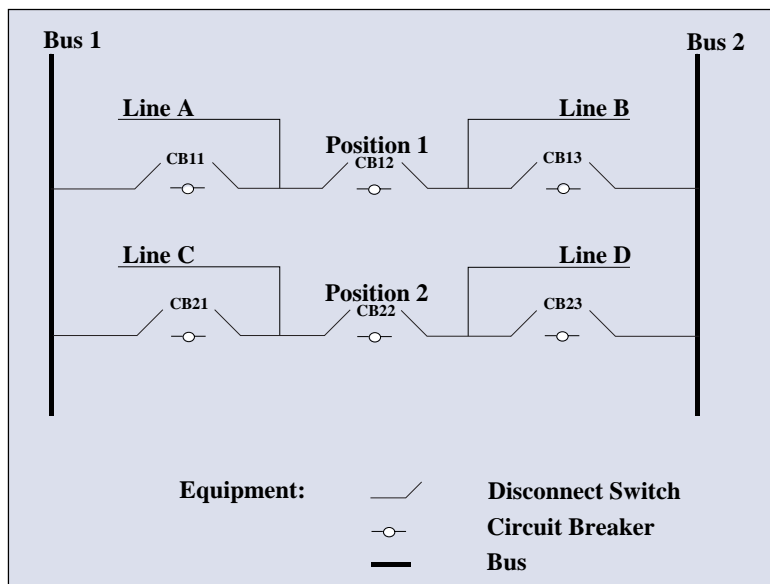 Bus 1
Bus 2
Line A
Line B
Position 1
CB11
CB12
CB13
Line C
Line D
Position 2
CB21
CB22
CB23
Equipment:
Disconnect Switch
Circuit Breaker
Bus